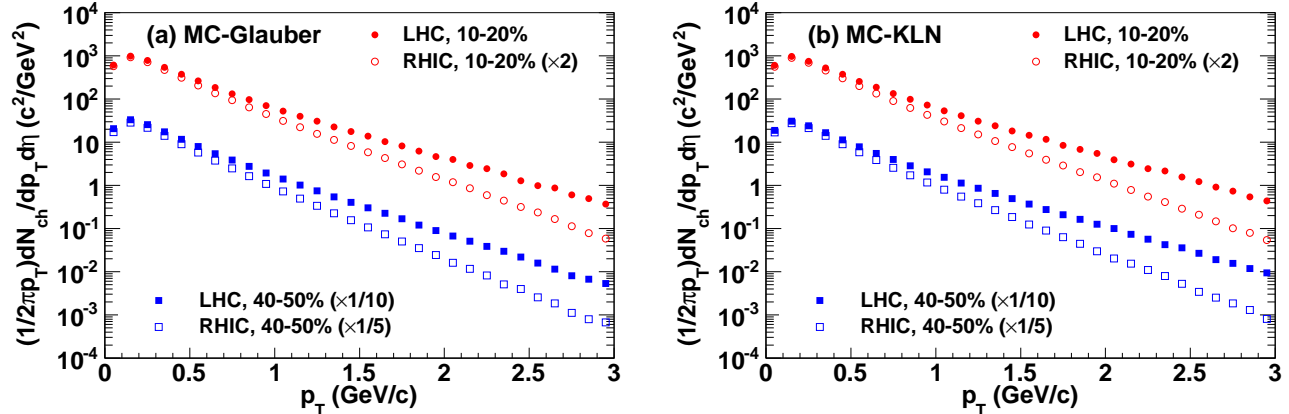 (a) MC-Glauber
LHC, 10-20%
RHIC, 10-20% (×2)
LHC, 40-50% (×1/10)
RHIC, 40-50% (×1/5)
(1/2πp_T)dN_ch/dp_T dη (c²/GeV²)
10⁴
10³
10²
10
1
10⁻¹
10⁻²
10⁻³
10⁻⁴
0 0.5 1 1.5 2 2.5 3
p_T (GeV/c)
(b) MC-KLN
LHC, 10-20%
RHIC, 10-20% (×2)
LHC, 40-50% (×1/10)
RHIC, 40-50% (×1/5)
(1/2πp_T)dN_ch/dp_T dη (c²/GeV²)
10⁴
10³
10²
10
1
10⁻¹
10⁻²
10⁻³
10⁻⁴
0 0.5 1 1.5 2 2.5 3
p_T (GeV/c)